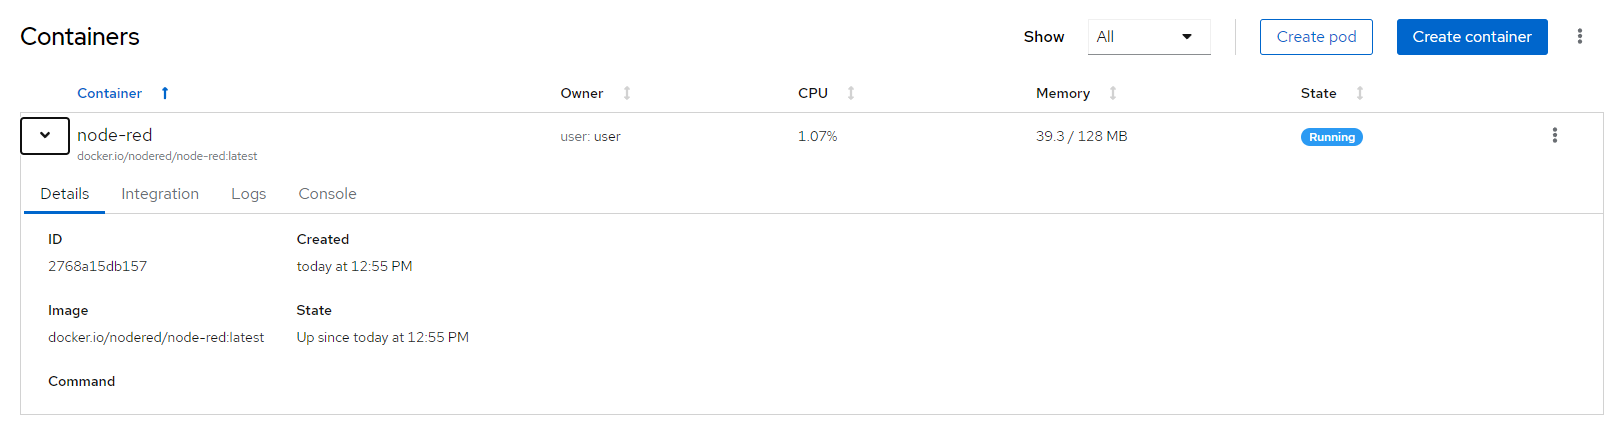 Containers
Show
All
Create pod
Create container
Container Owner CPU Memory State
node-red user: user 1.07% 39.3 / 128 MB Running
docker.io/nodered/node-red:latest
Details Integration Logs Console
ID Created
2768a15db157 today at 12:55 PM
Image State
docker.io/nodered/node-red:latest Up since today at 12:55 PM
Command